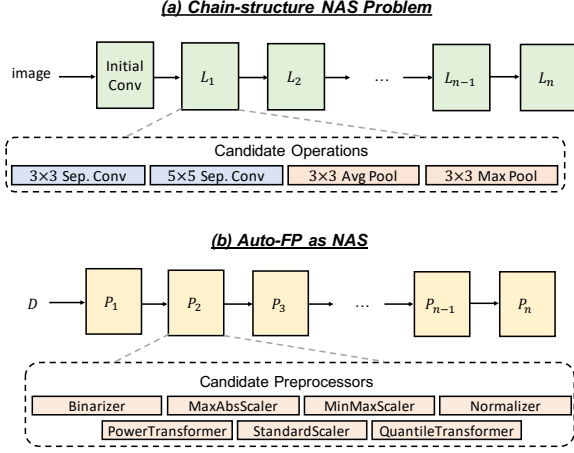 (a) Chain-structure NAS Problem
image
Initial Conv
L₁
L₂
...
Lₙ₋₁
Lₙ
Candidate Operations
3×3 Sep. Conv
5×5 Sep. Conv
3×3 Avg Pool
3×3 Max Pool
(b) Auto-FP as NAS
D
P₁
P₂
P₃
...
Pₙ₋₁
Pₙ
Candidate Preprocessors
Binarizer
MaxAbsScaler
MinMaxScaler
Normalizer
PowerTransformer
StandardScaler
QuantileTransformer